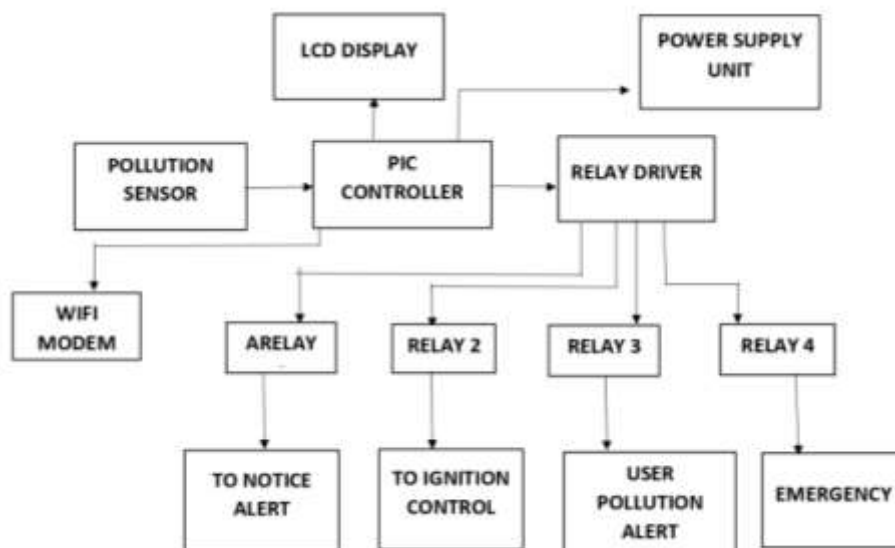 LCD DISPLAY
POWER SUPPLY
UNIT
POLLUTION
SENSOR
PIC
CONTROLLER
RELAY DRIVER
WIFI
MODEM
ARELAY
RELAY 2
RELAY 3
RELAY 4
TO NOTICE
ALERT
TO IGNITION
CONTROL
USER
POLLUTION
ALERT
EMERGENCY